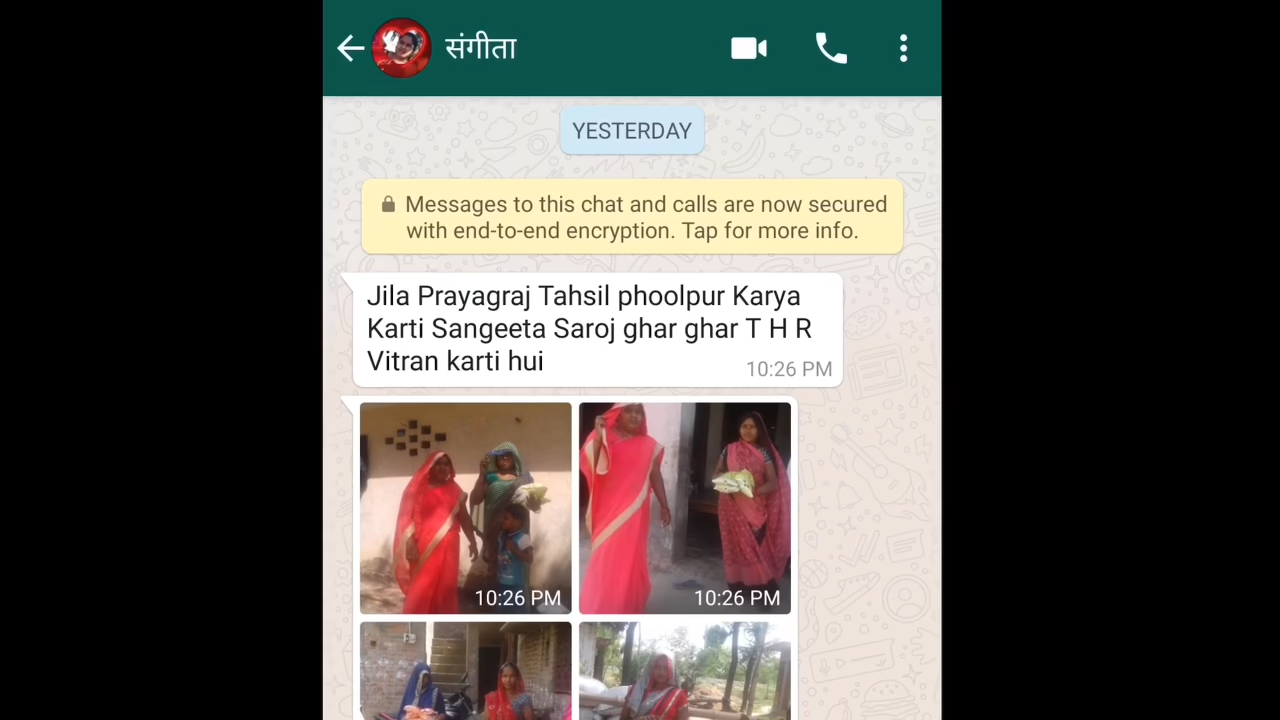 संगीता
YESTERDAY
Messages to this chat and calls are now secured
with end-to-end encryption. Tap for more info.
Jila Prayagraj Tahsil phoolpur Karya
Karti Sangeeta Saroj ghar ghar T H R
Vitran karti hui
10:26 PM
10:26 PM
10:26 PM